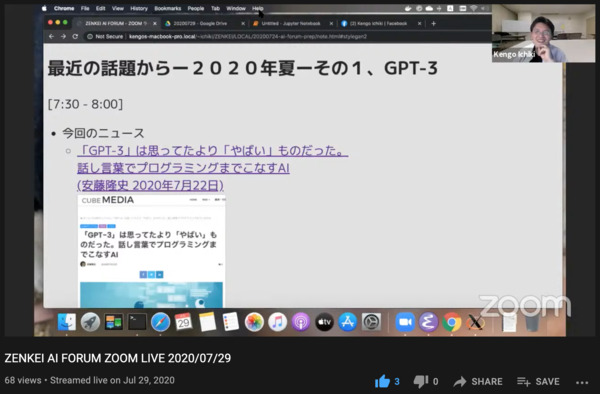 Chrome File Edit View History Bookmarks People Tab Window Help
ZENKEI AI FORUM - ZOOM
20200729 - Google Drive
Untitled - Jupyter Notebook
(2) Kengo Ichiki | Facebook
Not Secure | kengos-macbook-pro.local/~ichiki/ZENKEI/LOCAL/20200724-ai-forum-prep/note.html#stylegan2
Kengo Ichiki
最近の話題からー２０２０年夏ーその１、GPT-3
[7:30 - 8:00]
今回のニュース
「GPT-3」は思ってたより「やばい」ものだった。
話し言葉でプログラミングまでこなすAI
(安藤隆史 2020年7月22日)
CUBE MEDIA
「GPT-3」は思ってたより「やばい」も
のだった。話し言葉でプログラミングま
でこなすAI
29
tv
zoom
ZENKEI AI FORUM ZOOM LIVE 2020/07/29
68 views • Streamed live on Jul 29, 2020
3
0
SHARE
SAVE